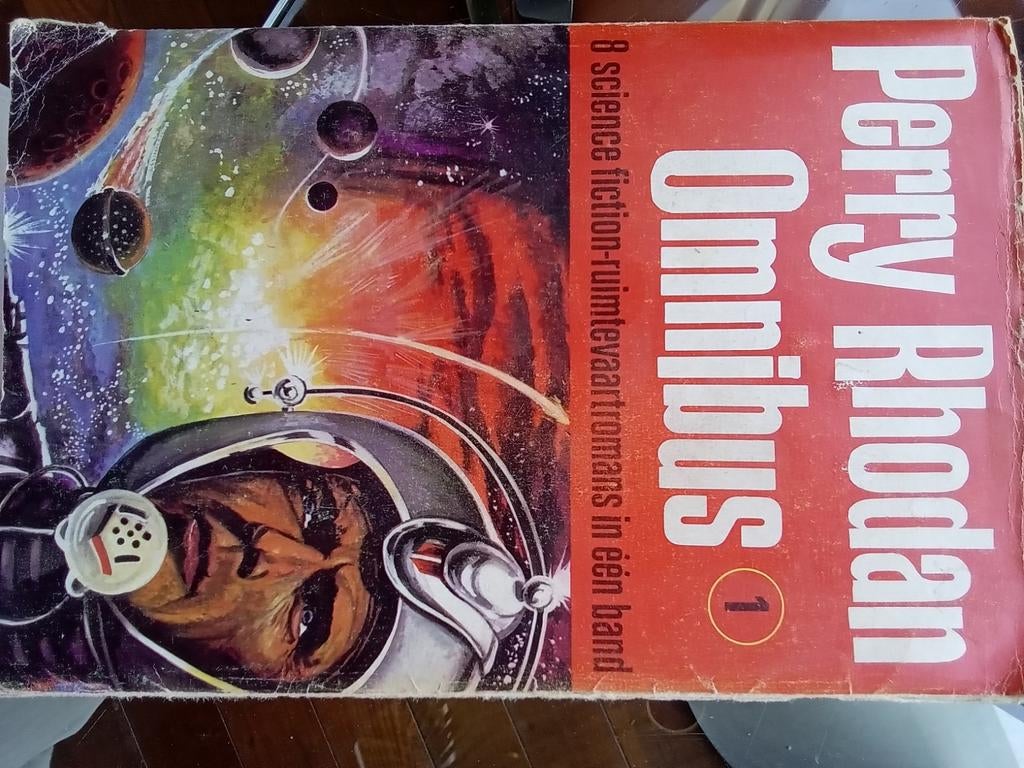 Perry Rhodan
Omnibus
1
8 science fiction-ruimtevaartromans in één band